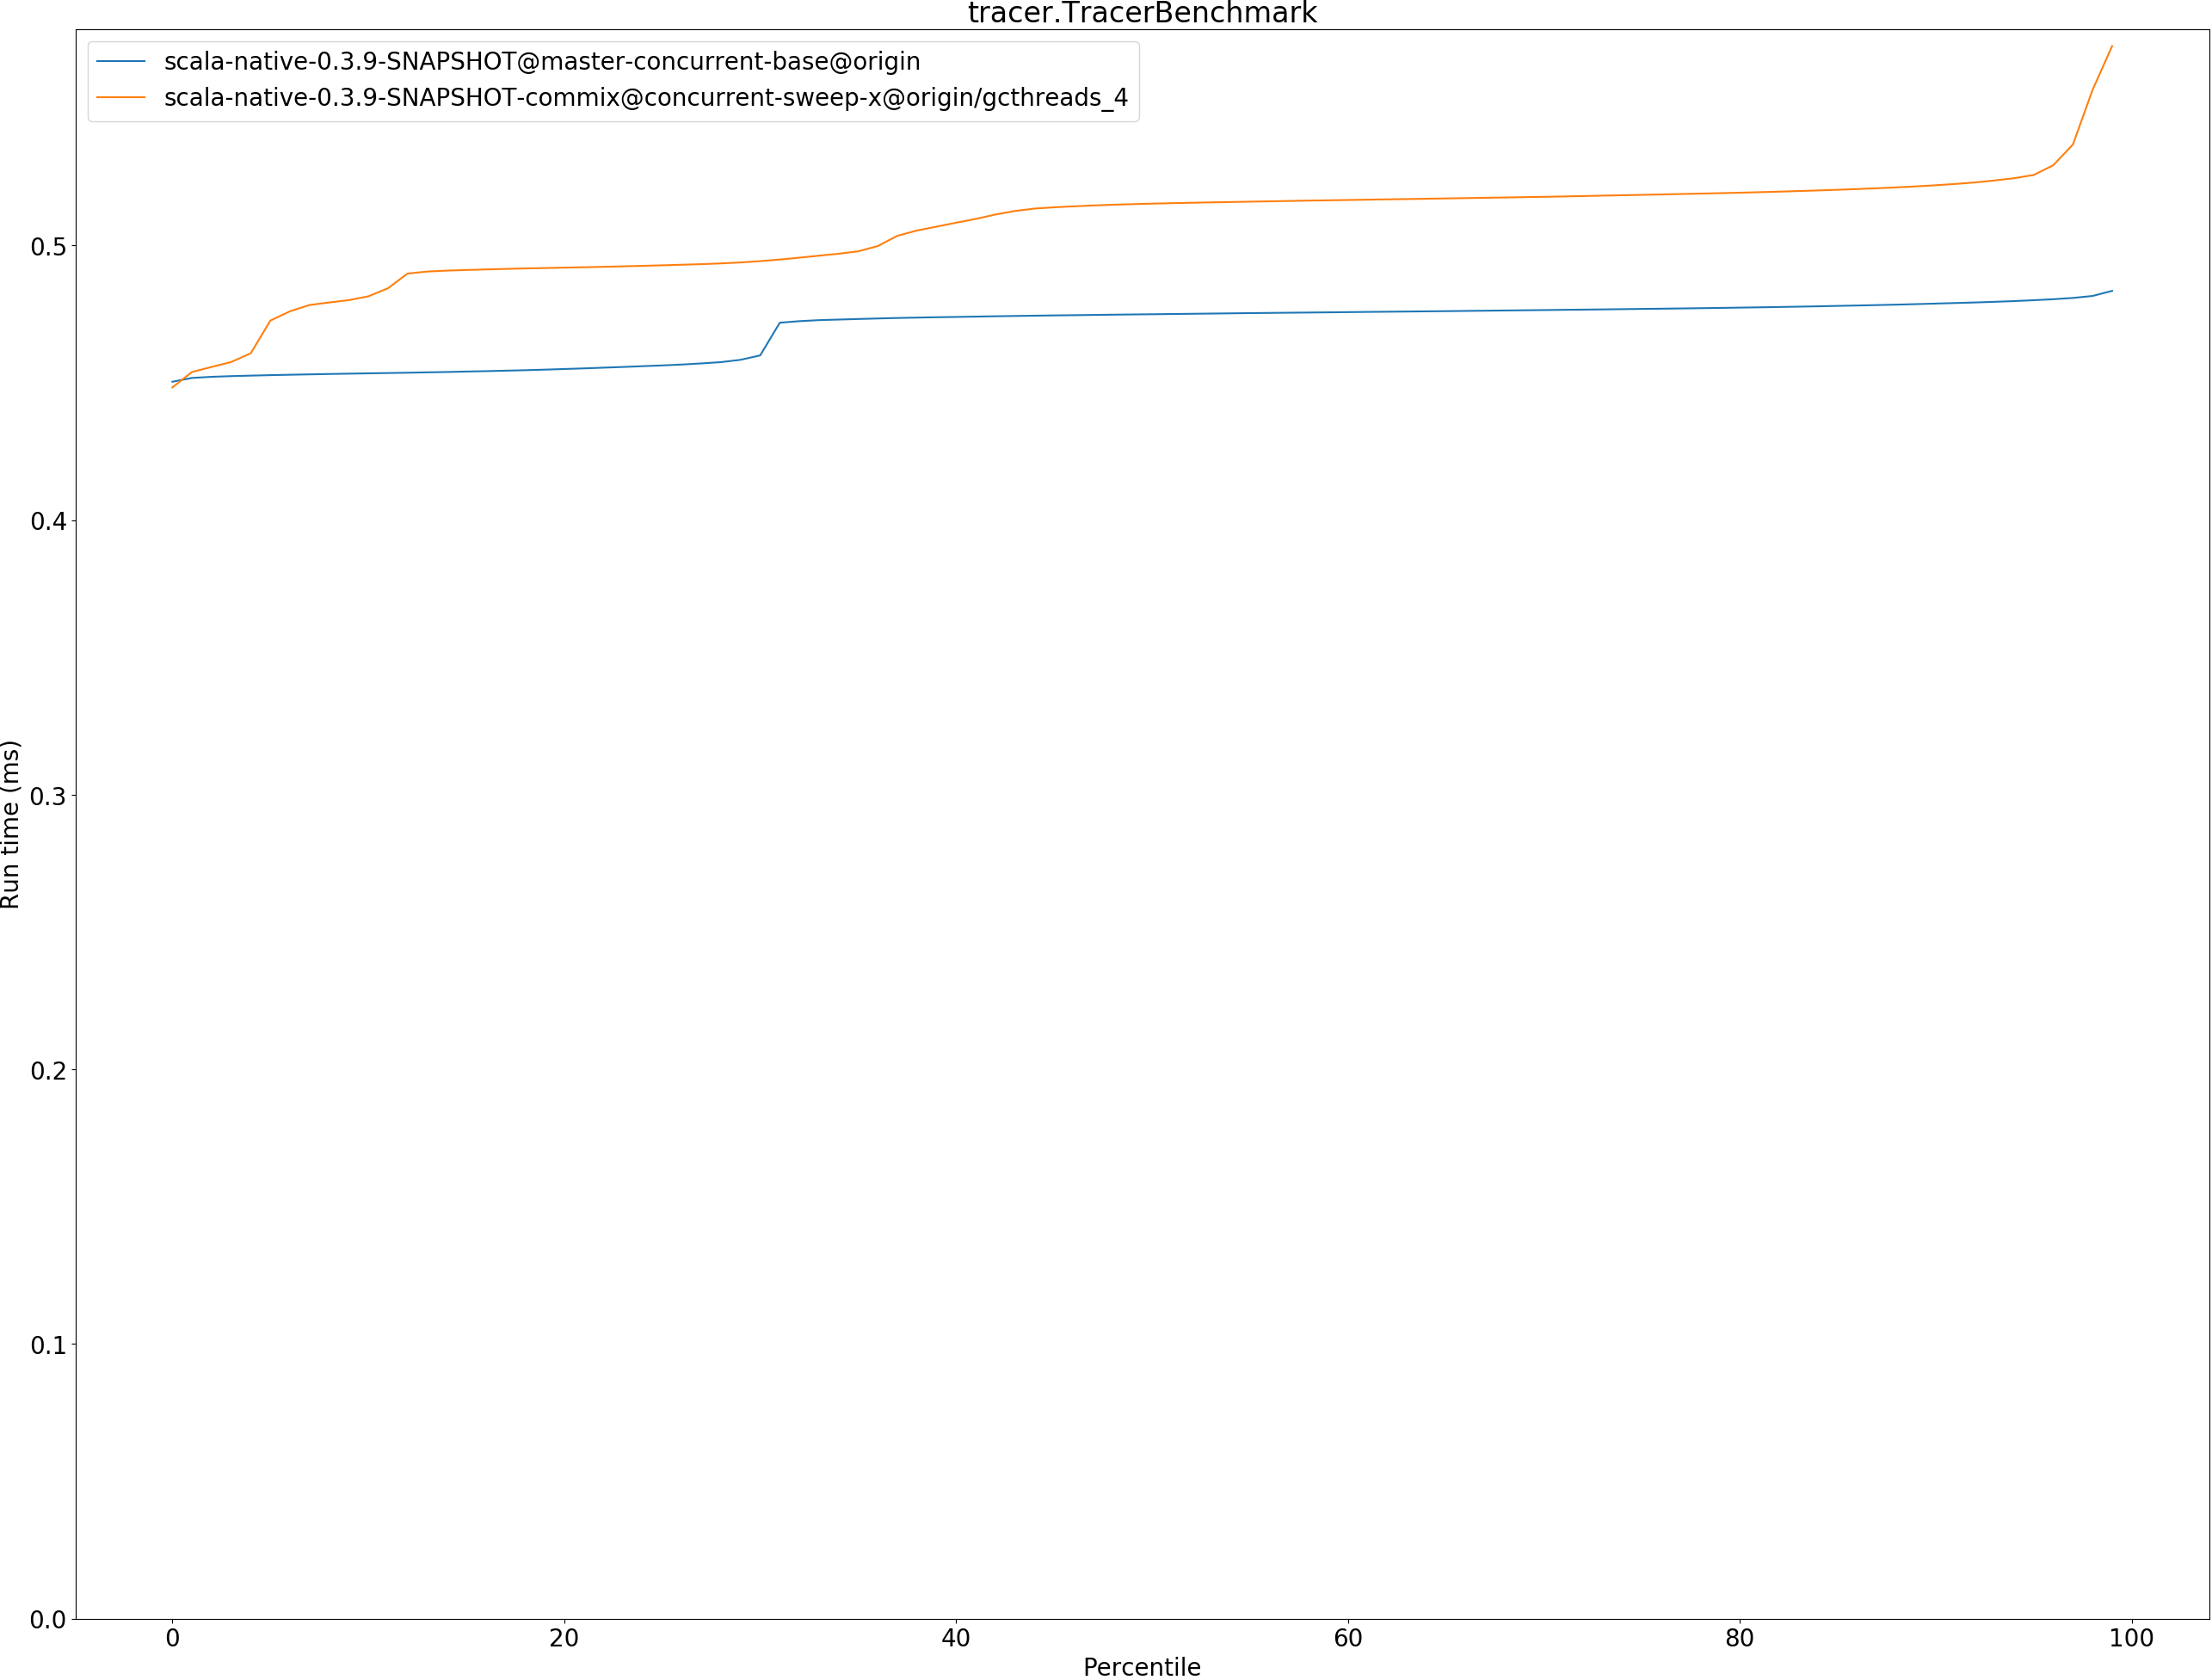 tracer.TracerBenchmark
scala-native-0.3.9-SNAPSHOT@master-concurrent-base@origin
scala-native-0.3.9-SNAPSHOT-commix@concurrent-sweep-x@origin/gcthreads_4
Run time (ms)
0.5
0.4
0.3
0.2
0.1
0.0
0 20 40 60 80 100
Percentile